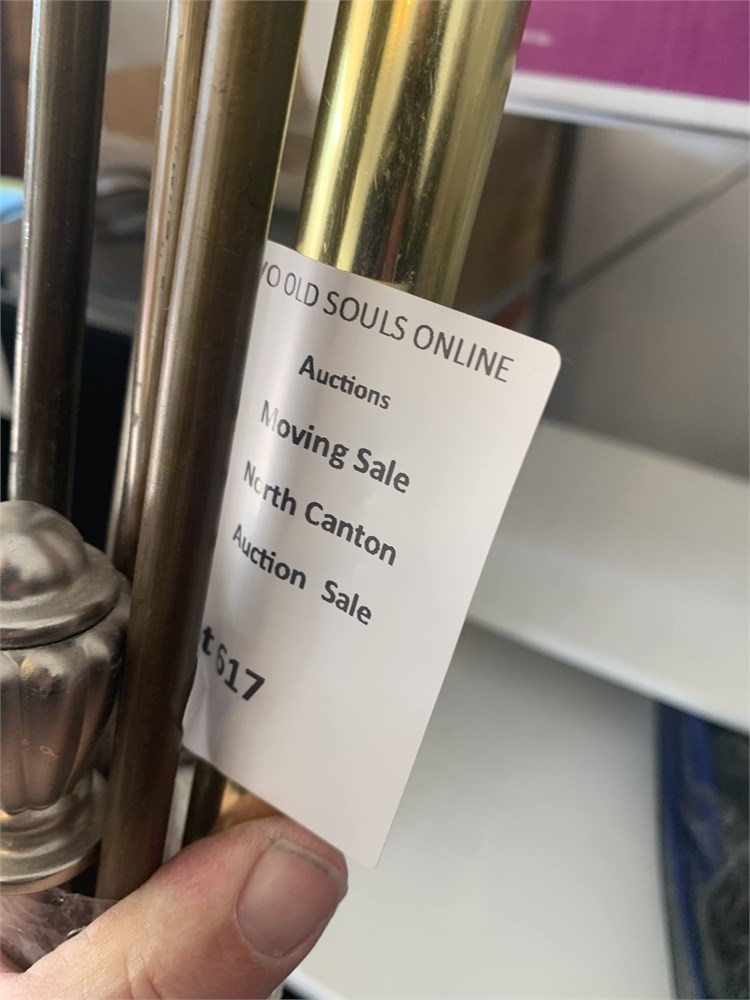 OLD SOULS ONLINE
Auctions
Moving Sale
North Canton
Auction Sale
617